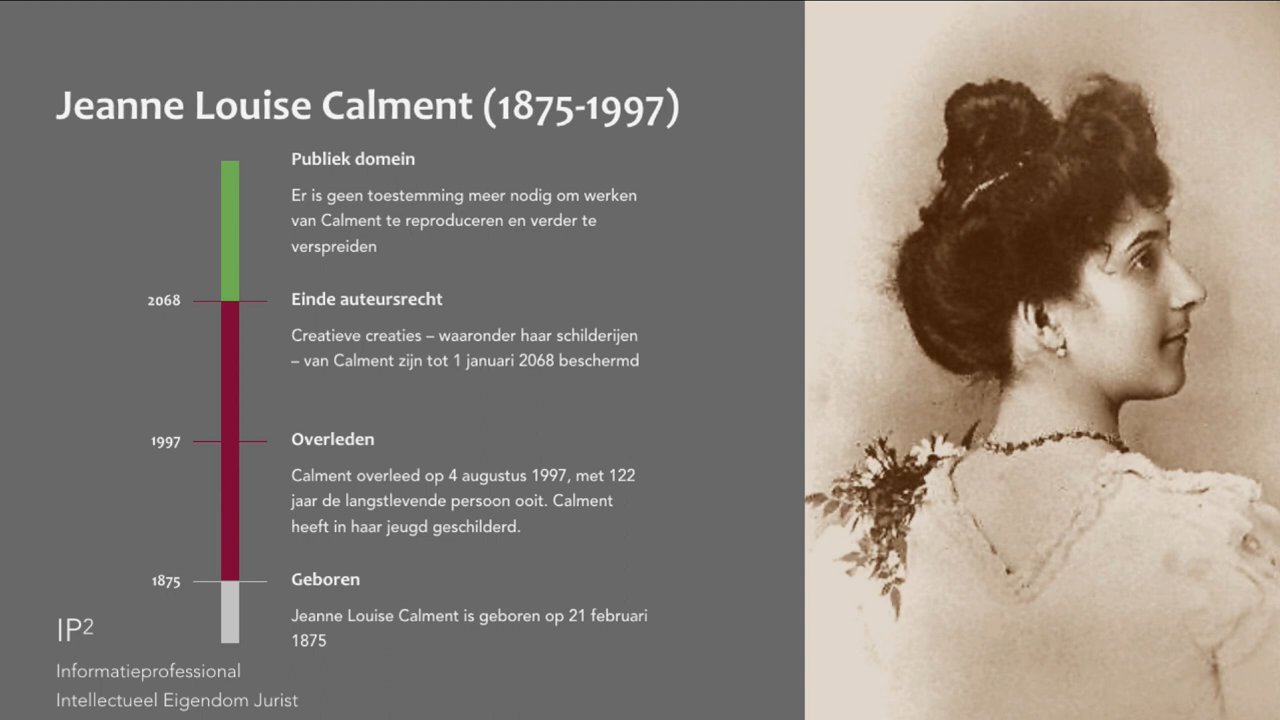 Jeanne Louise Calment (1875-1997)
Publiek domein
Er is geen toestemming meer nodig om werken
van Calment te reproduceren en verder te
verspreiden
2068
Einde auteursrecht
Creatieve creaties – waaronder haar schilderijen
– van Calment zijn tot 1 januari 2068 beschermd
1997
Overleden
Calment overleed op 4 augustus 1997, met 122
jaar de langstlevende persoon ooit. Calment
heeft in haar jeugd geschilderd.
1875
Geboren
Jeanne Louise Calment is geboren op 21 februari
1875
IP²
Informatieprofessional
Intellectueel Eigendom Jurist